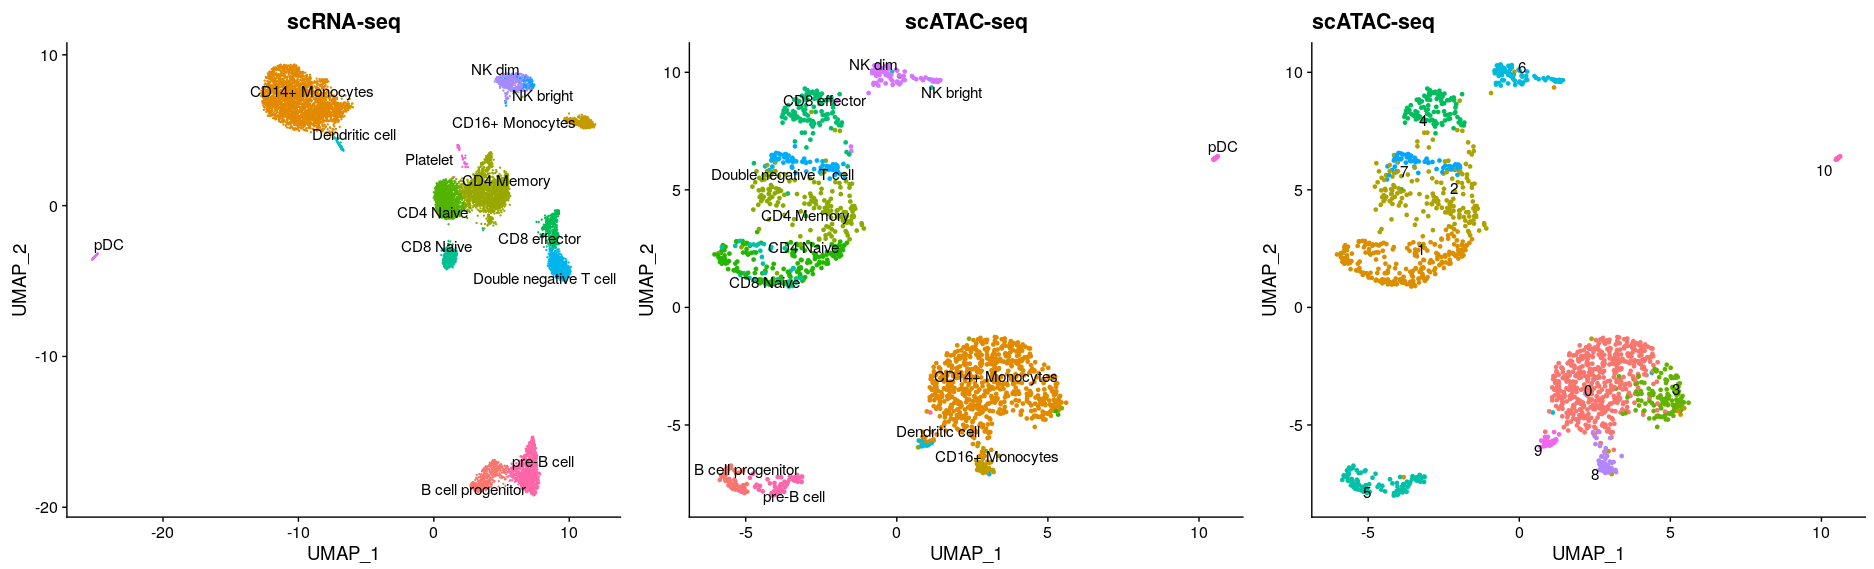 scRNA-seq
10
0
-10
-20
UMAP_2
CD14+ Monocytes
Dendritic cell
NK dim
NK bright
CD16+ Monocytes
Platelet
CD4 Memory
CD4 Naive
CD8 Naive
CD8 effector
Double negative T cell
pDC
pre-B cell
B cell progenitor
-20
-10
0
10
UMAP_1
scATAC-seq
10
5
0
-5
UMAP_2
NK dim
NK bright
CD8 effector
pDC
Double negative T cell
CD4 Memory
CD4 Naive
CD8 Naive
CD14+ Monocytes
Dendritic cell
CD16+ Monocytes
B cell progenitor
pre-B cell
-5
0
5
10
UMAP_1
scATAC-seq
10
5
0
-5
UMAP_2
6
4
10
7
2
1
0
3
9
8
5
-5
0
5
10
UMAP_1